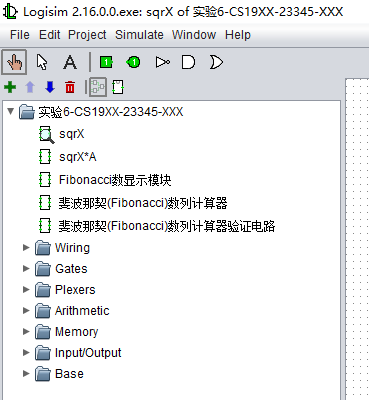 Logisim 2.16.0.0.exe: sqrX of 实验6-CS19XX-23345-XXX
File Edit Project Simulate Window Help
A
实验6-CS19XX-23345-XXX
sqrX
sqrX*A
Fibonacci数显示模块
斐波那契(Fibonacci)数列计算器
斐波那契(Fibonacci)数列计算器验证电路
Wiring
Gates
Plexers
Arithmetic
Memory
Input/Output
Base